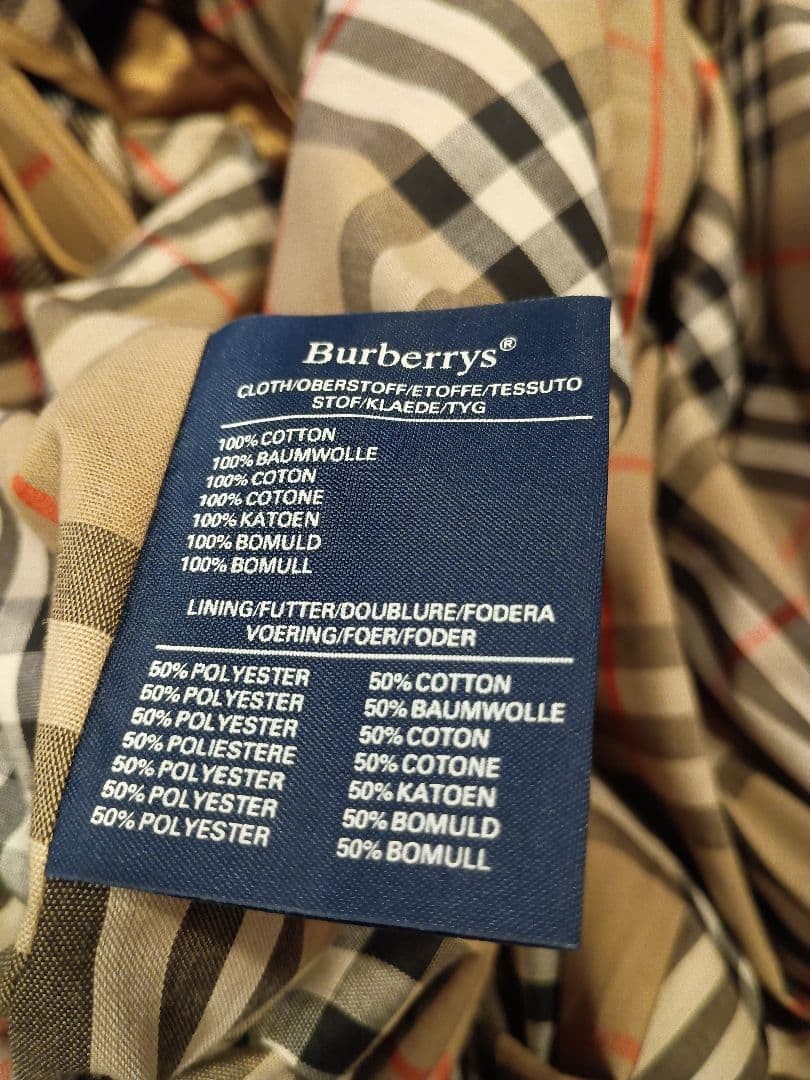 Burberrys®
CLOTH/OBERSTOFF/ETOFFE/TESSUTO
STOF/KLAEDE/TYG
100% COTTON
100% BAUMWOLLE
100% COTON
100% COTONE
100% KATOEN
100% BOMULD
100% BOMULL
LINING/FUTTER/DOUBLURE/FODERA
VOERING/FOER/FODER
50% POLYESTER 50% COTTON
50% POLYESTER 50% BAUMWOLLE
50% POLYESTER 50% COTON
50% POLIESTERE 50% COTONE
50% POLYESTER 50% KATOEN
50% POLYESTER 50% BOMULD
50% POLYESTER 50% BOMULL